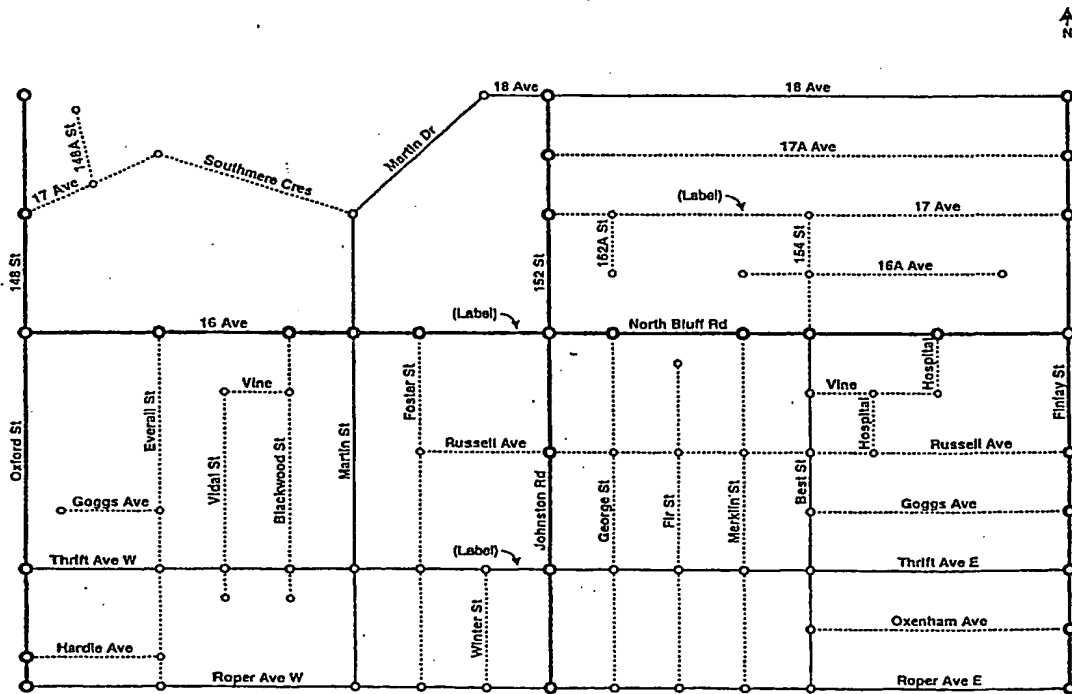 N
18 Ave
18 Ave
148A St
Martin Dr
17A Ave
Southmere Cres
17 Ave
(Label)
17 Ave
152A St
154 St
148 St
152 St
16A Ave
16 Ave
(Label)
North Bluff Rd
Hospital
Vine
Vine
Foster St
Finlay St
Everall St
Hospital
Oxford St
Vidal St
Blackwood St
Martin St
Russell Ave
Russell Ave
Johnston Rd
George St
Fir St
Merklin St
Best St
Goggs Ave
Goggs Ave
Thrift Ave W
(Label)
Thrift Ave E
Winter St
Oxenham Ave
Hardie Ave
Roper Ave W
Roper Ave E